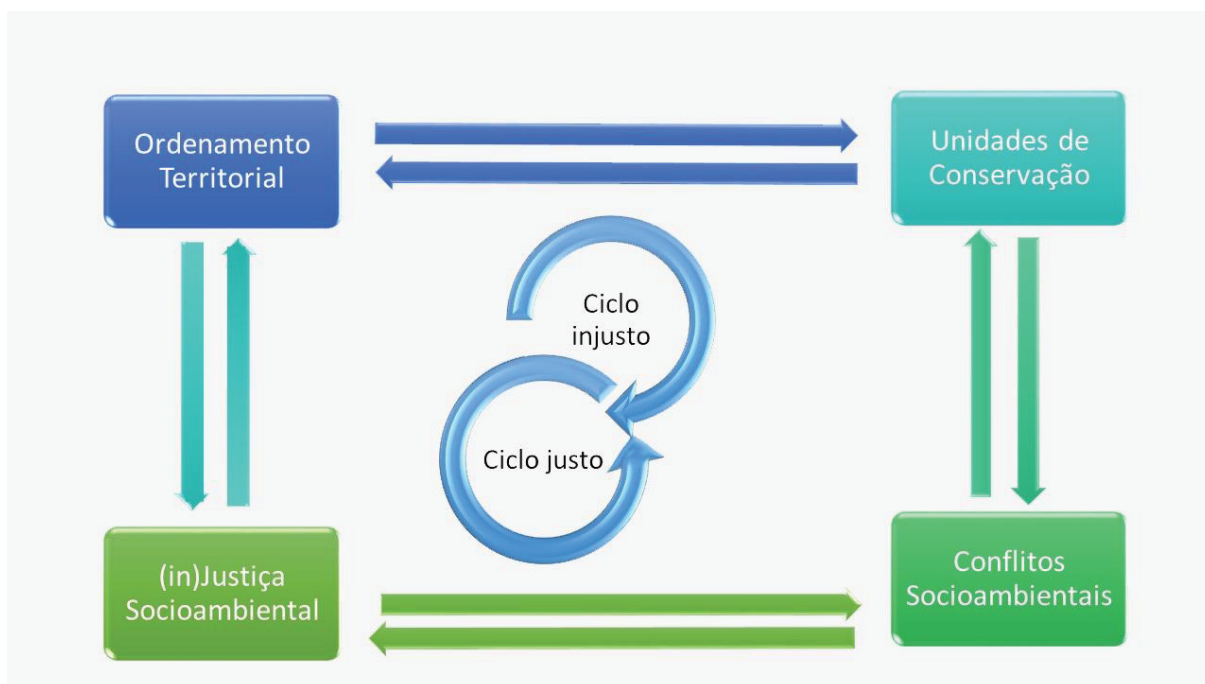 Ordenamento
Territorial
Unidades de
Conservação
Ciclo
injusto
Ciclo justo
(in)Justiça
Socioambiental
Conflitos
Socioambientais